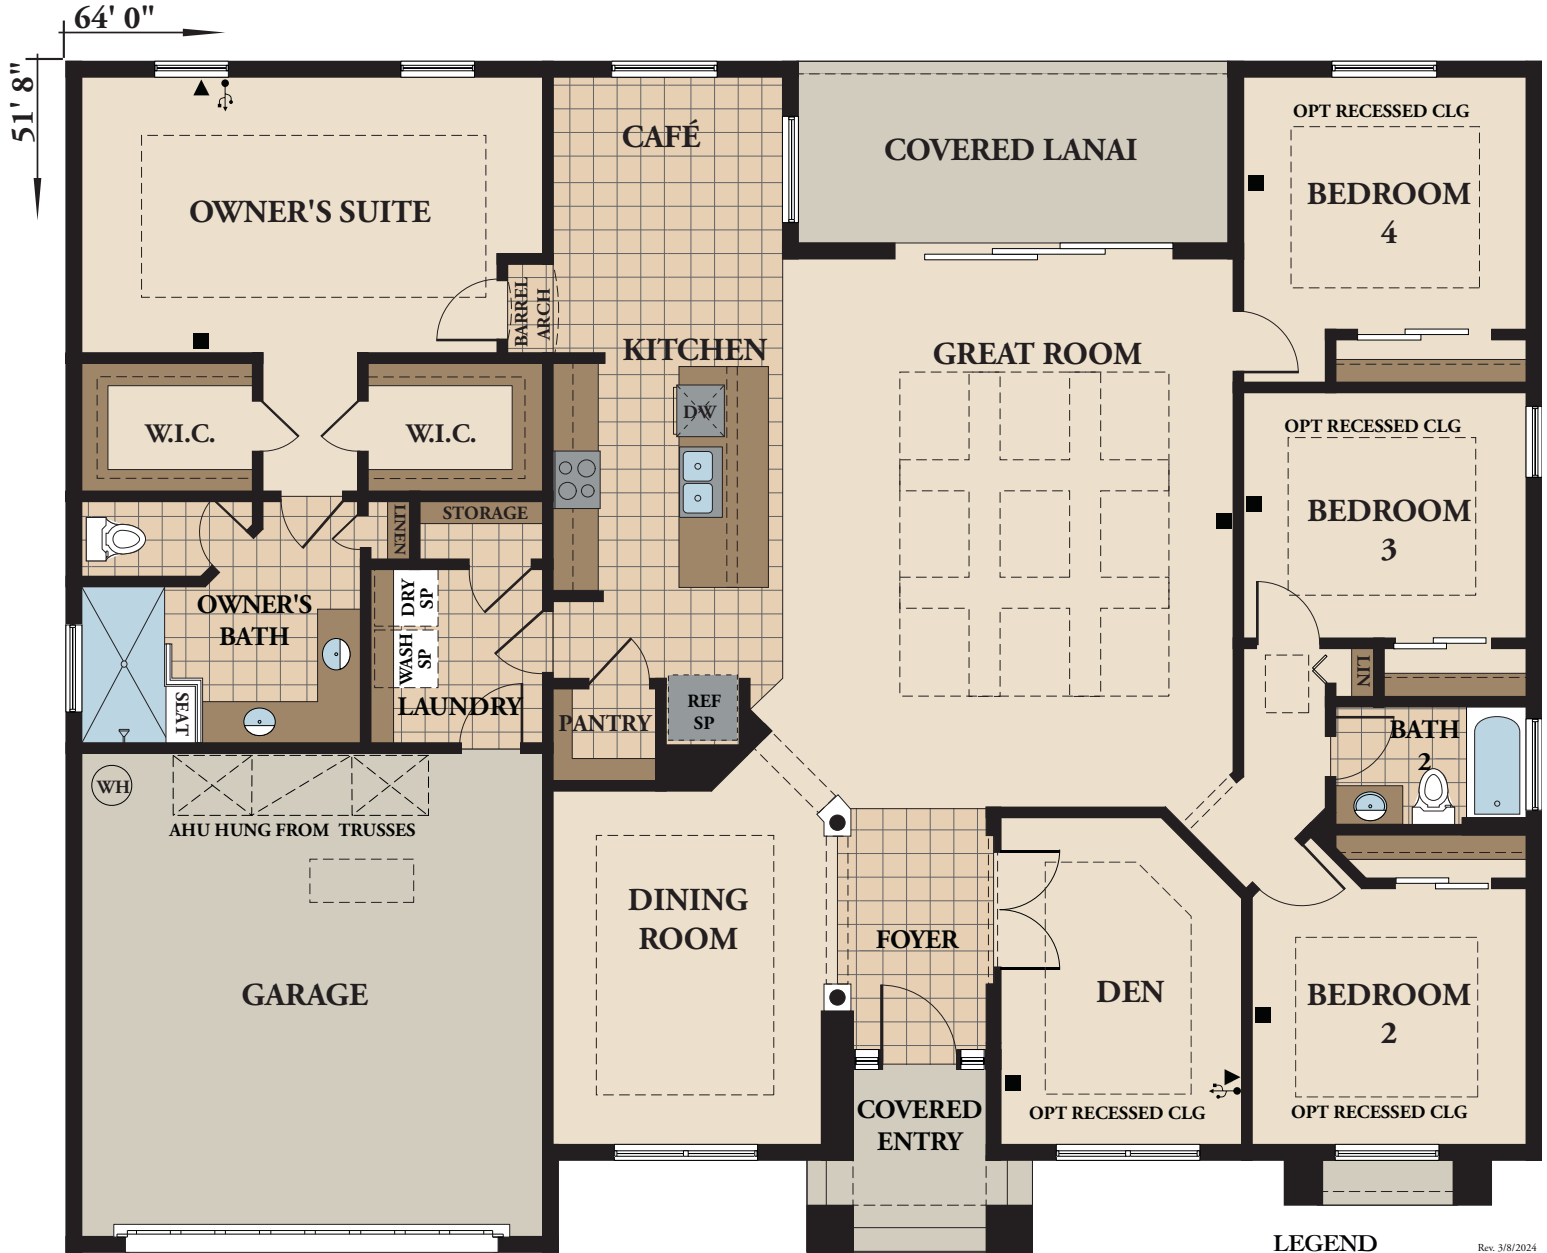 64' 0"
51' 8"
OPT RECESSED CLG
CAFÉ
COVERED LANAI
BEDROOM
4
OWNER'S SUITE
BARREL
ARCH
KITCHEN
GREAT ROOM
DW
W.I.C.
W.I.C.
OPT RECESSED CLG
BEDROOM
3
LINEN
STORAGE
DRY
SP
WASH
SP
OWNER'S
BATH
SEAT
LAUNDRY
PANTRY
REF
SP
LIN
BATH
2
WH
AHU HUNG FROM TRUSSES
DINING
ROOM
FOYER
GARAGE
DEN
BEDROOM
2
COVERED
ENTRY
OPT RECESSED CLG
OPT RECESSED CLG
LEGEND
Rev. 3/8/2024